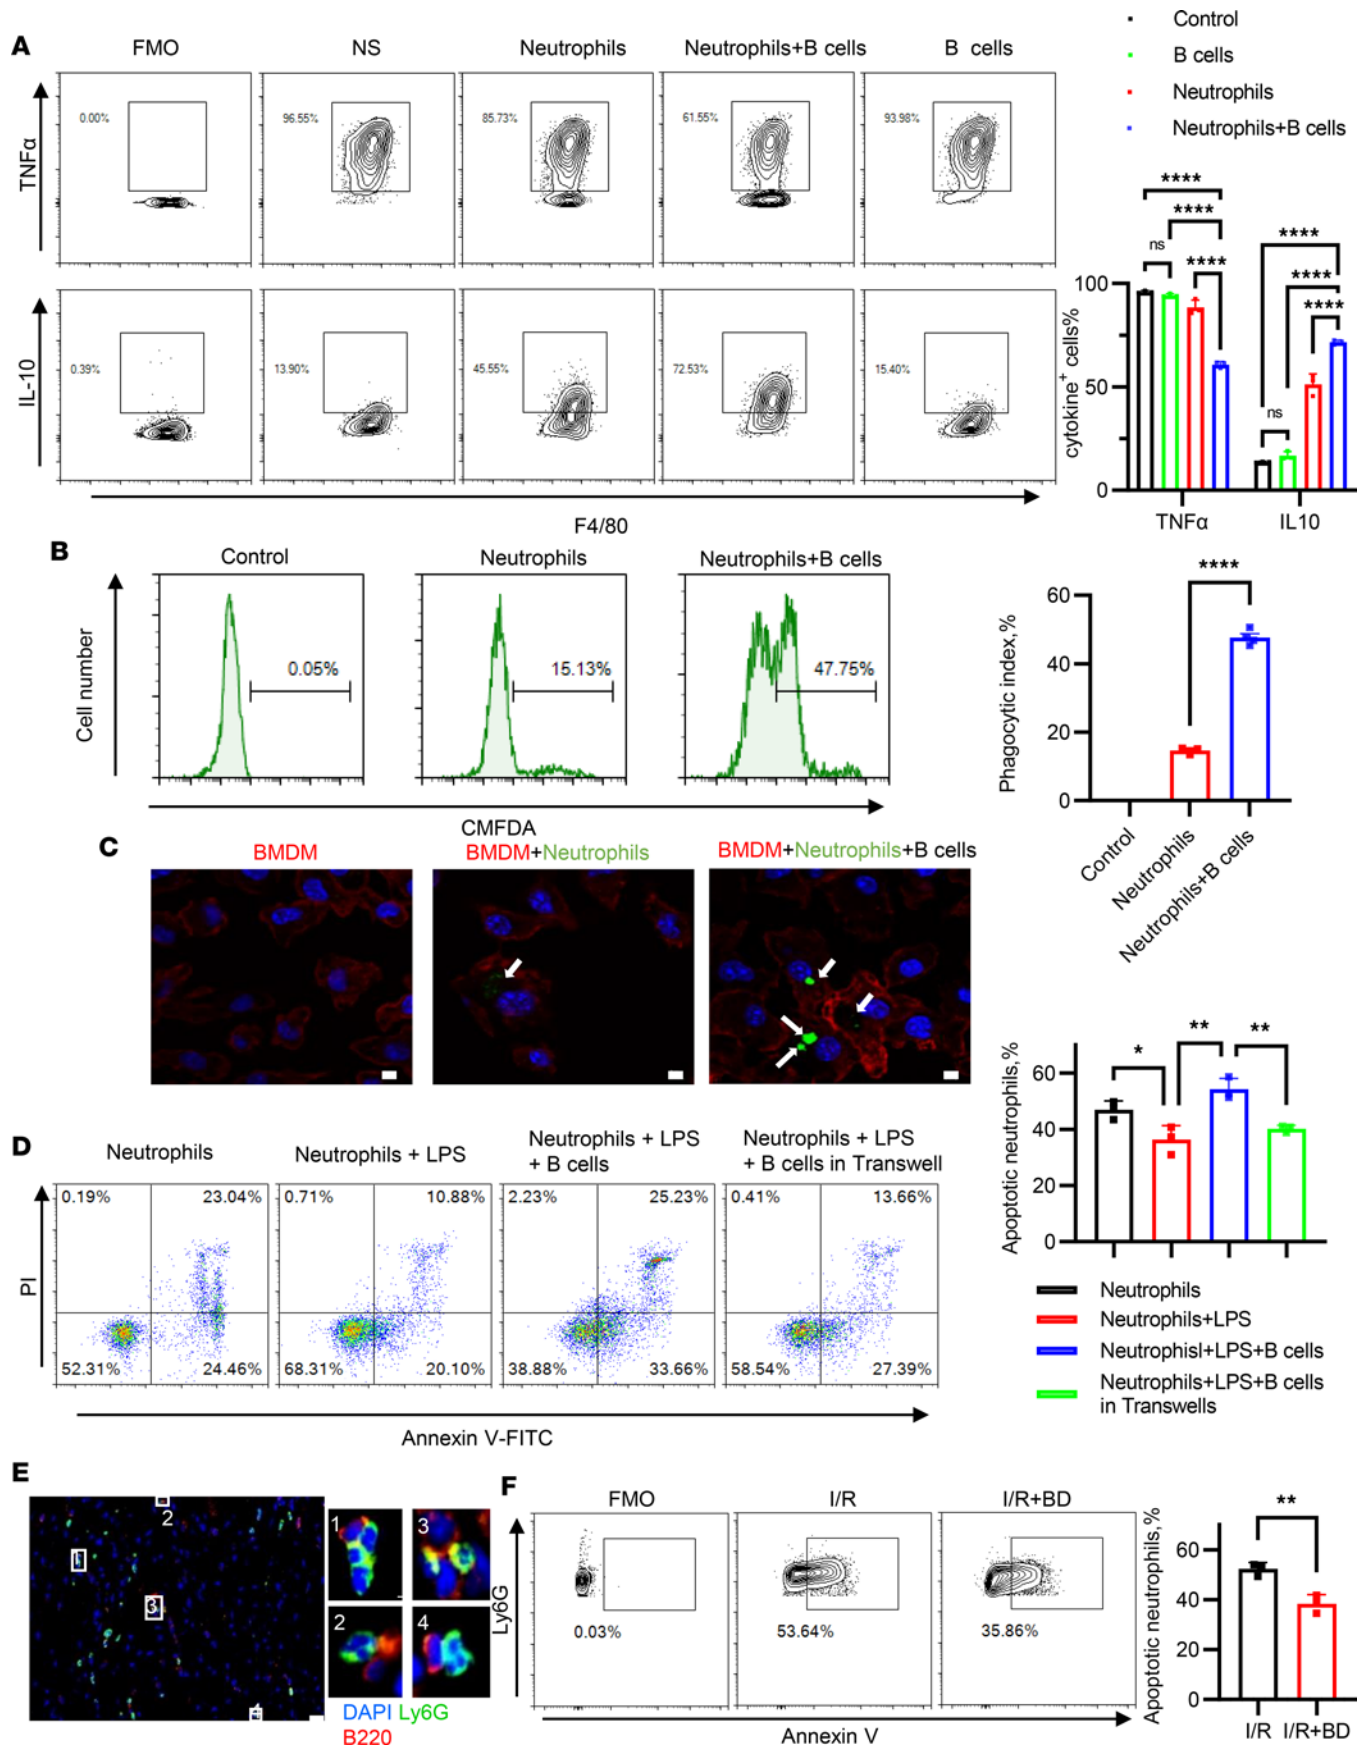 A
FMO
NS
Neutrophils
Neutrophils+B cells
B cells
Control
B cells
Neutrophils
Neutrophils+B cells
TNFα
0.00%
96.55%
85.73%
61.55%
93.98%
IL-10
0.39%
13.90%
45.55%
72.53%
15.40%
F4/80
cytokine+ cells%
100
50
0
ns
****
****
****
ns
****
****
****
TNFα
IL10
B
Control
Neutrophils
Neutrophils+B cells
Cell number
0.05%
15.13%
47.75%
CMFDA
Phagocytic index,%
60
40
20
0
****
Control
Neutrophils
Neutrophils+B cells
C
BMDM
BMDM+Neutrophils
BMDM+Neutrophils+B cells
D
Neutrophils
Neutrophils + LPS
Neutrophils + LPS
+ B cells
Neutrophils + LPS
+ B cells in Transwell
PI
0.19%
23.04%
0.71%
10.88%
2.23%
25.23%
0.41%
13.66%
52.31%
24.46%
68.31%
20.10%
38.88%
33.66%
58.54%
27.39%
Annexin V-FITC
Apoptotic neutrophils,%
60
40
20
0
*
**
**
Neutrophils
Neutrophils+LPS
Neutrophisl+LPS+B cells
Neutrophils+LPS+B cells
in Transwells
E
1
2
3
4
1
3
2
4
DAPI Ly6G
B220
F
FMO
I/R
I/R+BD
Ly6G
0.03%
53.64%
35.86%
Annexin V
Apoptotic neutrophils,%
60
40
20
0
**
I/R
I/R+BD